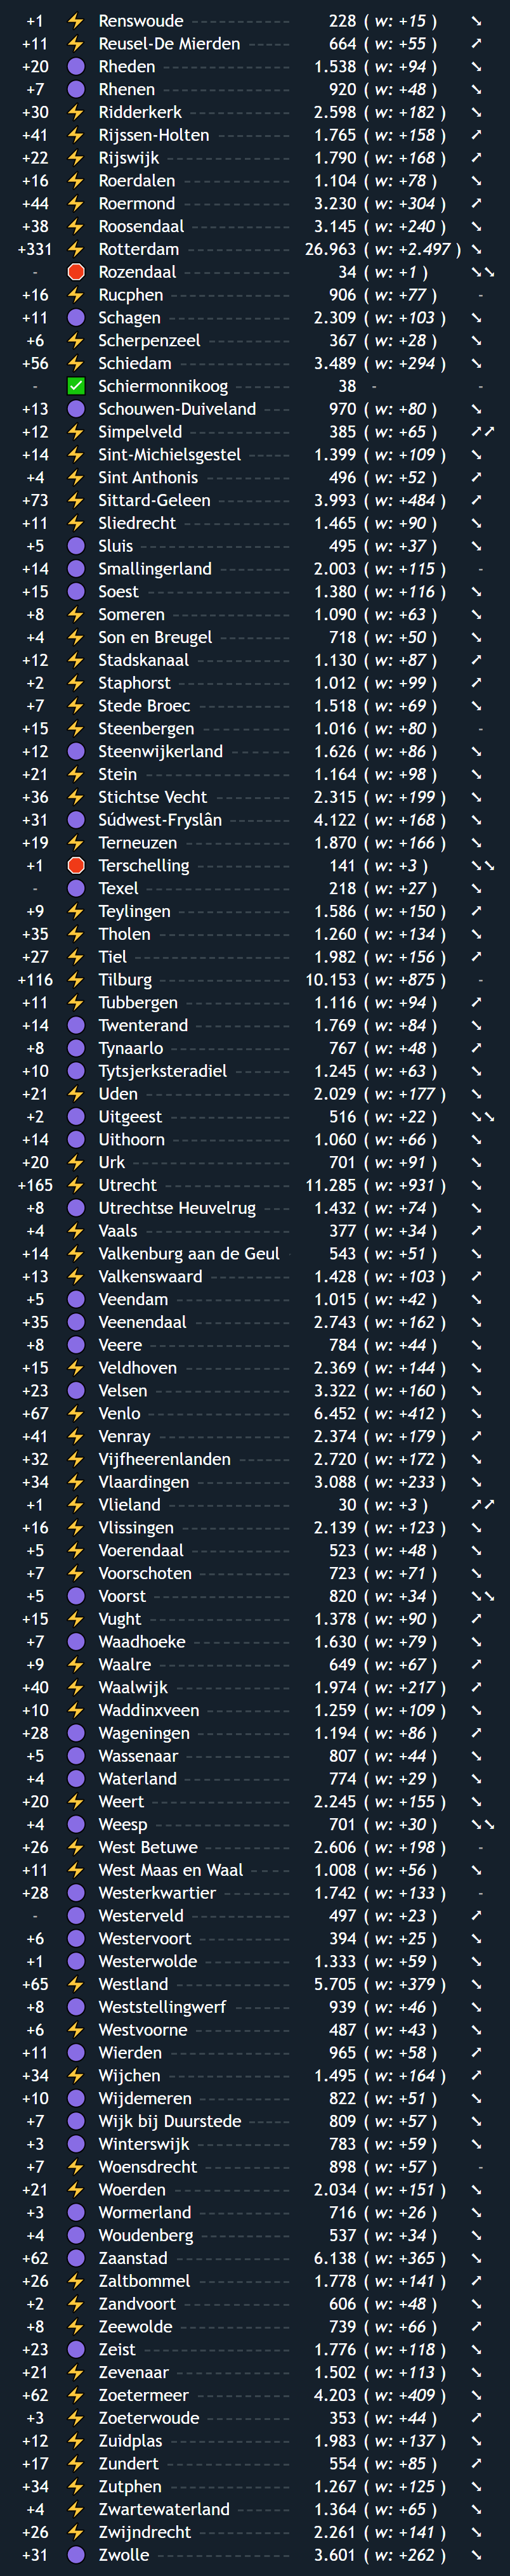 +1 ⚡ Renswoude 228 ( w: +15 ) ➘
+11 ⚡ Reusel-De Mierden 664 ( w: +55 ) ➚
+20 🟣 Rheden 1.538 ( w: +94 ) ➘
+7 🟣 Rhenen 920 ( w: +48 ) ➘
+30 ⚡ Ridderkerk 2.598 ( w: +182 ) ➘
+41 ⚡ Rijssen-Holten 1.765 ( w: +158 ) ➚
+22 ⚡ Rijswijk 1.790 ( w: +168 ) ➚
+16 ⚡ Roerdalen 1.104 ( w: +78 ) ➘
+44 ⚡ Roermond 3.230 ( w: +304 ) ➚
+38 ⚡ Roosendaal 3.145 ( w: +240 ) ➘
+331 ⚡ Rotterdam 26.963 ( w: +2.497 ) ➘
- 🛑 Rozendaal 34 ( w: +1 ) ➘➘
+16 ⚡ Rucphen 906 ( w: +77 ) -
+11 🟣 Schagen 2.309 ( w: +103 ) ➘
+6 ⚡ Scherpenzeel 367 ( w: +28 ) ➘
+56 ⚡ Schiedam 3.489 ( w: +294 ) ➘
- ✅ Schiermonnikoog 38 - -
+13 🟣 Schouwen-Duiveland 970 ( w: +80 ) ➘
+12 ⚡ Simpelveld 385 ( w: +65 ) ➚➚
+14 ⚡ Sint-Michielsgestel 1.399 ( w: +109 ) ➘
+4 ⚡ Sint Anthonis 496 ( w: +52 ) ➚
+73 ⚡ Sittard-Geleen 3.993 ( w: +484 ) ➚
+11 ⚡ Sliedrecht 1.465 ( w: +90 ) ➘
+5 🟣 Sluis 495 ( w: +37 ) ➘
+14 🟣 Smallingerland 2.003 ( w: +115 ) -
+15 🟣 Soest 1.380 ( w: +116 ) ➘
+8 ⚡ Someren 1.090 ( w: +63 ) ➘
+4 ⚡ Son en Breugel 718 ( w: +50 ) ➘
+12 ⚡ Stadskanaal 1.130 ( w: +87 ) ➚
+2 ⚡ Staphorst 1.012 ( w: +99 ) ➚
+7 ⚡ Stede Broec 1.518 ( w: +69 ) ➘
+15 ⚡ Steenbergen 1.016 ( w: +80 ) -
+12 🟣 Steenwijkerland 1.626 ( w: +86 ) ➘
+21 ⚡ Stein 1.164 ( w: +98 ) ➘
+36 ⚡ Stichtse Vecht 2.315 ( w: +199 ) ➘
+31 🟣 Súdwest-Fryslân 4.122 ( w: +168 ) ➘
+19 ⚡ Terneuzen 1.870 ( w: +166 ) ➘
+1 🛑 Terschelling 141 ( w: +3 ) ➘➘
- 🟣 Texel 218 ( w: +27 ) ➘
+9 ⚡ Teylingen 1.586 ( w: +150 ) ➚
+35 ⚡ Tholen 1.260 ( w: +134 ) ➘
+27 ⚡ Tiel 1.982 ( w: +156 ) ➚
+116 ⚡ Tilburg 10.153 ( w: +875 ) -
+11 ⚡ Tubbergen 1.116 ( w: +94 ) ➚
+14 🟣 Twenterand 1.769 ( w: +84 ) ➘
+8 🟣 Tynaarlo 767 ( w: +48 ) ➚
+10 🟣 Tytsjerksteradiel 1.245 ( w: +63 ) ➘
+21 ⚡ Uden 2.029 ( w: +177 ) ➘
+2 🟣 Uitgeest 516 ( w: +22 ) ➘➘
+14 🟣 Uithoorn 1.060 ( w: +66 ) ➘
+20 ⚡ Urk 701 ( w: +91 ) ➘
+165 ⚡ Utrecht 11.285 ( w: +931 ) ➘
+8 🟣 Utrechtse Heuvelrug 1.432 ( w: +74 ) ➘
+4 ⚡ Vaals 377 ( w: +34 ) ➚
+14 ⚡ Valkenburg aan de Geul 543 ( w: +51 ) ➘
+13 ⚡ Valkenswaard 1.428 ( w: +103 ) ➚
+5 🟣 Veendam 1.015 ( w: +42 ) ➘
+35 🟣 Veenendaal 2.743 ( w: +162 ) ➘
+8 🟣 Veere 784 ( w: +44 ) ➘
+15 ⚡ Veldhoven 2.369 ( w: +144 ) ➘
+23 🟣 Velsen 3.322 ( w: +160 ) ➘
+67 ⚡ Venlo 6.452 ( w: +412 ) ➘
+41 ⚡ Venray 2.374 ( w: +179 ) ➚
+32 ⚡ Vijfheerenlanden 2.720 ( w: +172 ) ➘
+34 ⚡ Vlaardingen 3.088 ( w: +233 ) ➘
+1 ⚡ Vlieland 30 ( w: +3 ) ➚➚
+16 ⚡ Vlissingen 2.139 ( w: +123 ) ➘
+5 ⚡ Voerendaal 523 ( w: +48 ) ➘
+7 ⚡ Voorschoten 723 ( w: +71 ) ➘
+5 🟣 Voorst 820 ( w: +34 ) ➘➘
+15 ⚡ Vught 1.378 ( w: +90 ) ➚
+7 🟣 Waadhoeke 1.630 ( w: +79 ) ➘
+9 ⚡ Waalre 649 ( w: +67 ) ➚
+40 ⚡ Waalwijk 1.974 ( w: +217 ) ➚
+10 ⚡ Waddinxveen 1.259 ( w: +109 ) ➘
+28 🟣 Wageningen 1.194 ( w: +86 ) ➚
+5 🟣 Wassenaar 807 ( w: +44 ) ➘
+4 🟣 Waterland 774 ( w: +29 ) ➘
+20 ⚡ Weert 2.245 ( w: +155 ) ➘
+4 🟣 Weesp 701 ( w: +30 ) ➘➘
+26 ⚡ West Betuwe 2.606 ( w: +198 ) -
+11 ⚡ West Maas en Waal 1.008 ( w: +56 ) ➘
+28 🟣 Westerkwartier 1.742 ( w: +133 ) -
- 🟣 Westerveld 497 ( w: +23 ) ➚
+6 🟣 Westervoort 394 ( w: +25 ) ➘
+1 🟣 Westerwolde 1.333 ( w: +59 ) ➘
+65 ⚡ Westland 5.705 ( w: +379 ) ➘
+8 🟣 Weststellingwerf 939 ( w: +46 ) ➘
+6 ⚡ Westvoorne 487 ( w: +43 ) ➘
+11 🟣 Wierden 965 ( w: +58 ) ➚
+34 ⚡ Wijchen 1.495 ( w: +164 ) ➚
+10 🟣 Wijdemeren 822 ( w: +51 ) ➘
+7 🟣 Wijk bij Duurstede 809 ( w: +57 ) ➘
+3 🟣 Winterswijk 783 ( w: +59 ) ➘
+7 ⚡ Woensdrecht 898 ( w: +57 ) -
+21 ⚡ Woerden 2.034 ( w: +151 ) ➘
+3 🟣 Wormerland 716 ( w: +26 ) ➘
+4 🟣 Woudenberg 537 ( w: +34 ) ➘
+62 🟣 Zaanstad 6.138 ( w: +365 ) ➘
+26 ⚡ Zaltbommel 1.778 ( w: +141 ) ➚
+2 ⚡ Zandvoort 606 ( w: +48 ) ➘
+8 ⚡ Zeewolde 739 ( w: +66 ) ➚
+23 🟣 Zeist 1.776 ( w: +118 ) ➘
+21 ⚡ Zevenaar 1.502 ( w: +113 ) ➘
+62 ⚡ Zoetermeer 4.203 ( w: +409 ) ➘
+3 ⚡ Zoeterwoude 353 ( w: +44 ) ➚
+12 ⚡ Zuidplas 1.983 ( w: +137 ) ➘
+17 ⚡ Zundert 554 ( w: +85 ) ➚
+34 ⚡ Zutphen 1.267 ( w: +125 ) ➘
+4 ⚡ Zwartewaterland 1.364 ( w: +65 ) ➘
+26 ⚡ Zwijndrecht 2.261 ( w: +141 ) ➘
+31 🟣 Zwolle 3.601 ( w: +262 ) ➘